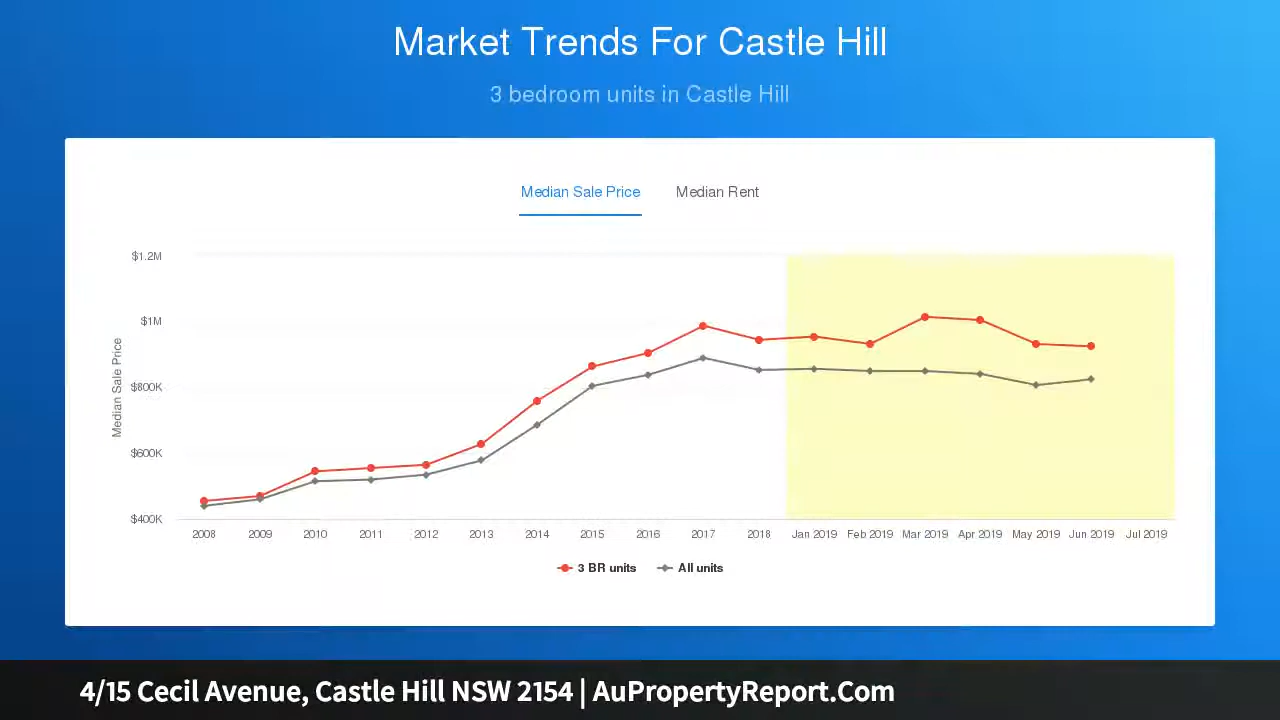 Market Trends For Castle Hill
3 bedroom units in Castle Hill
Median Sale Price Median Rent
$1.2M
$1M
$800K
$600K
$400K
Median Sale Price
2008 2009 2010 2011 2012 2013 2014 2015 2016 2017 2018 Jan 2019 Feb 2019 Mar 2019 Apr 2019 May 2019 Jun 2019 Jul 2019
3 BR units All units
4/15 Cecil Avenue, Castle Hill NSW 2154 | AuPropertyReport.Com